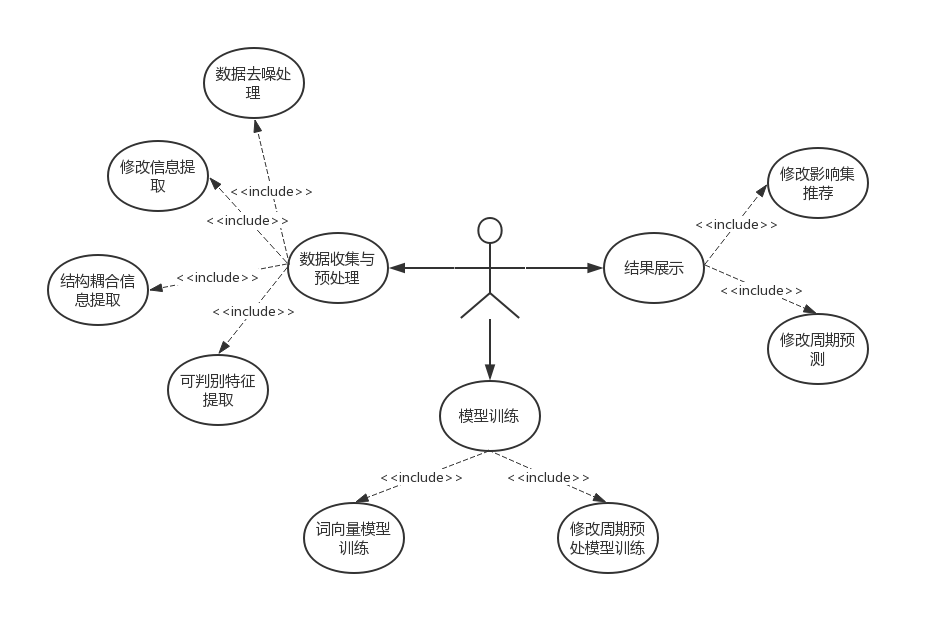 数据去噪处
理
修改信息提
取
<<include>>
<<include>>
结构耦合信
息提取
<<include>>
数据收集与
预处理
<<include>>
可判别特征
提取
结果展示
修改影响集
推荐
<<include>>
<<include>>
修改周期预
测
模型训练
<<include>>
<<include>>
词向量模型
训练
修改周期预
处模型训练